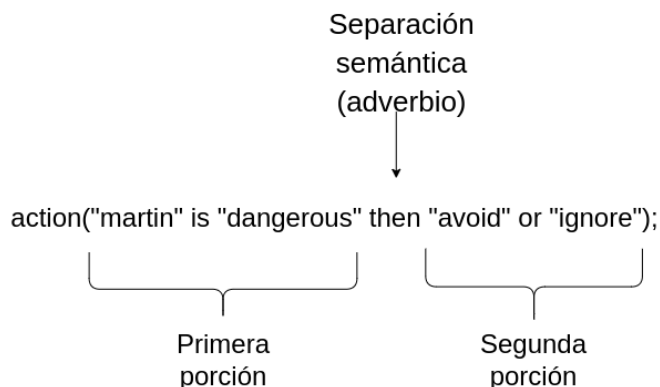 Separación
semántica
(adverbio)
action("martin" is "dangerous" then "avoid" or "ignore");
Primera
porción
Segunda
porción